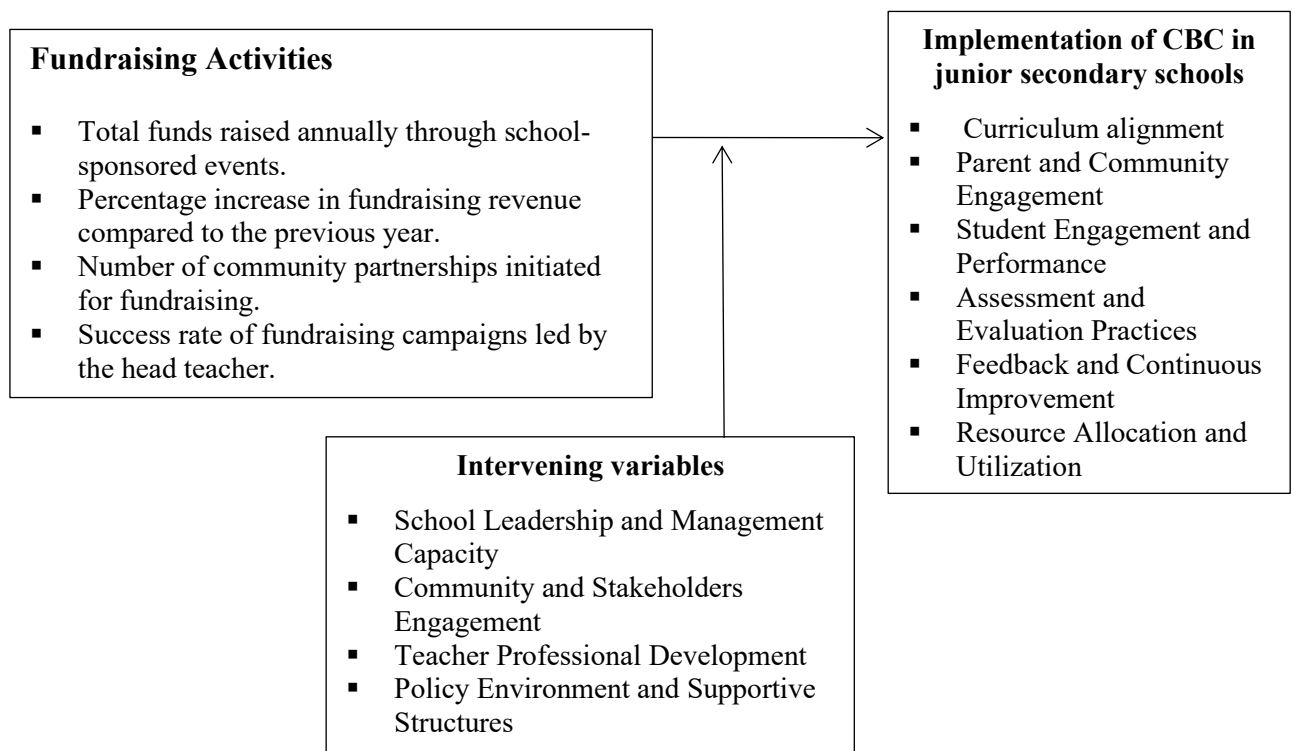 Fundraising Activities
▪ Total funds raised annually through school-
sponsored events.
▪ Percentage increase in fundraising revenue
compared to the previous year.
▪ Number of community partnerships initiated
for fundraising.
▪ Success rate of fundraising campaigns led by
the head teacher.
Implementation of CBC in
junior secondary schools
▪ Curriculum alignment
▪ Parent and Community
Engagement
▪ Student Engagement and
Performance
▪ Assessment and
Evaluation Practices
▪ Feedback and Continuous
Improvement
▪ Resource Allocation and
Utilization
Intervening variables
▪ School Leadership and Management
Capacity
▪ Community and Stakeholders
Engagement
▪ Teacher Professional Development
▪ Policy Environment and Supportive
Structures